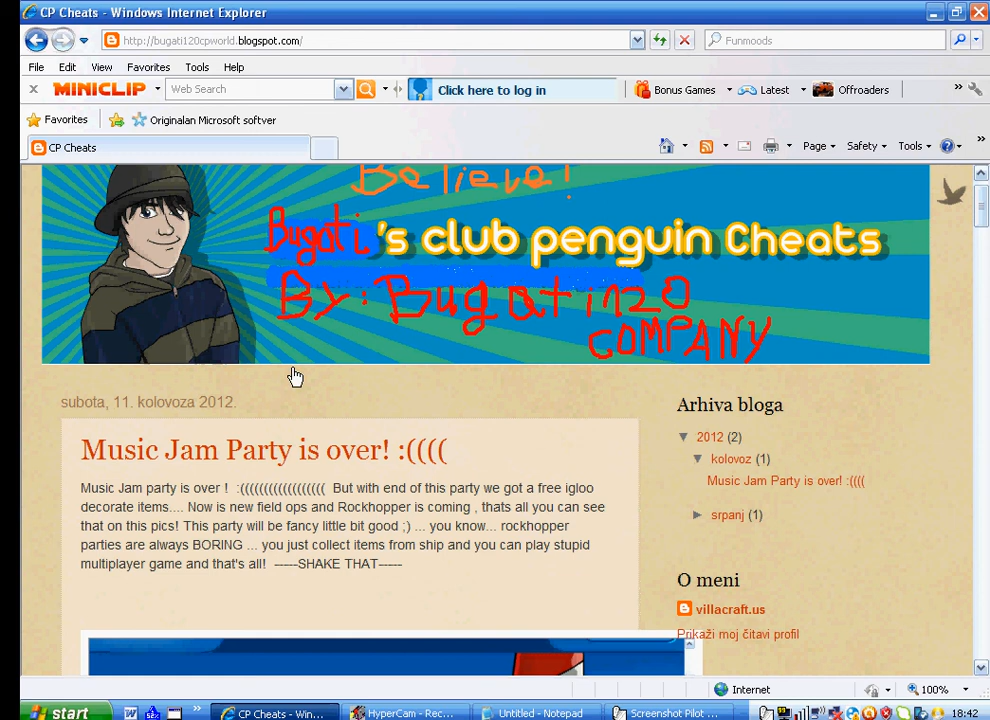 CP Cheats - Windows Internet Explorer
http://bugati120cpworld.blogspot.com/
Funmoods
File Edit View Favorites Tools Help
MINICLIP Web Search Click here to log in Bonus Games Latest Offroaders
Favorites Originalan Microsoft softver
CP Cheats Page Safety Tools
Believe!
Bugati's club penguin Cheats
By: Bugati120
COMPANY
subota, 11. kolovoza 2012.
Music Jam Party is over! :((((
Music Jam party is over ! :(((((((((((((((((( But with end of this party we got a free igloo
decorate items.... Now is new field ops and Rockhopper is coming , thats all you can see
that on this pics! This party will be fancy little bit good ;) ... you know... rockhopper
parties are always BORING ... you just collect items from ship and you can play stupid
multiplayer game and that's all! -----SHAKE THAT-----
Arhiva bloga
▼ 2012 (2)
▼ kolovoz (1)
Music Jam Party is over! :((((
► srpanj (1)
O meni
villacraft.us
Prikaži moj čitavi profil
Internet 100%
start CP Cheats - Win... HyperCam - Rec... Untitled - Notepad Screenshot Pilot ... 18:42